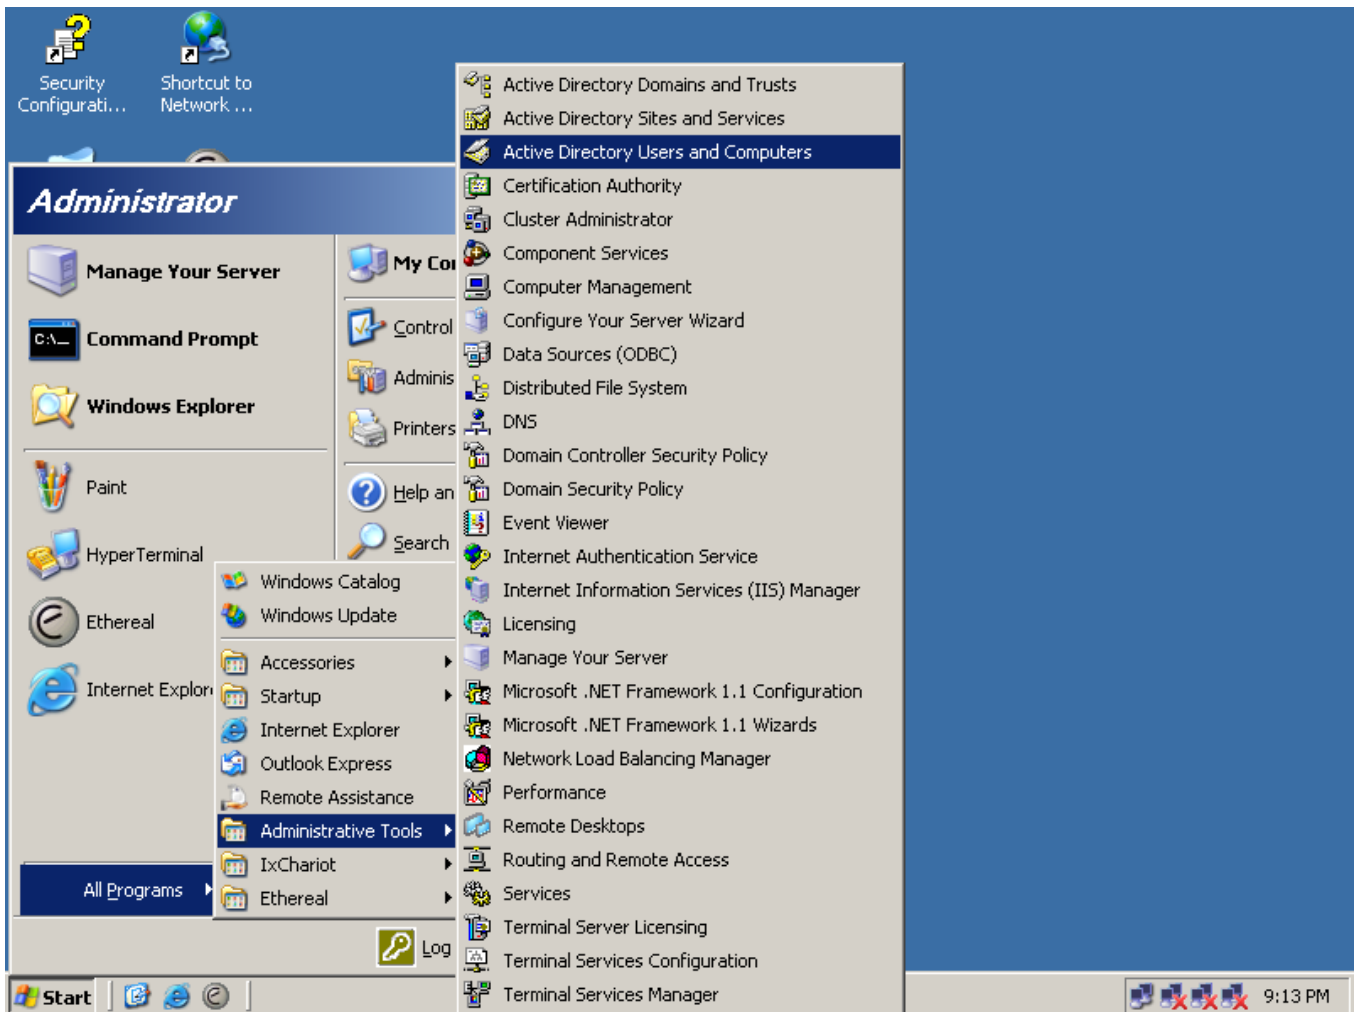 Security
Configurati...
Shortcut to
Network ...
Administrator
Manage Your Server
Command Prompt
Windows Explorer
Paint
HyperTerminal
Ethereal
Internet Explor
All Programs
My Co
Control
Adminis
Printers
Help an
Search
Log
Windows Catalog
Windows Update
Accessories
Startup
Internet Explorer
Outlook Express
Remote Assistance
Administrative Tools
IxChariot
Ethereal
Active Directory Domains and Trusts
Active Directory Sites and Services
Active Directory Users and Computers
Certification Authority
Cluster Administrator
Component Services
Computer Management
Configure Your Server Wizard
Data Sources (ODBC)
Distributed File System
DNS
Domain Controller Security Policy
Domain Security Policy
Event Viewer
Internet Authentication Service
Internet Information Services (IIS) Manager
Licensing
Manage Your Server
Microsoft .NET Framework 1.1 Configuration
Microsoft .NET Framework 1.1 Wizards
Network Load Balancing Manager
Performance
Remote Desktops
Routing and Remote Access
Services
Terminal Server Licensing
Terminal Services Configuration
Terminal Services Manager
Start
9:13 PM